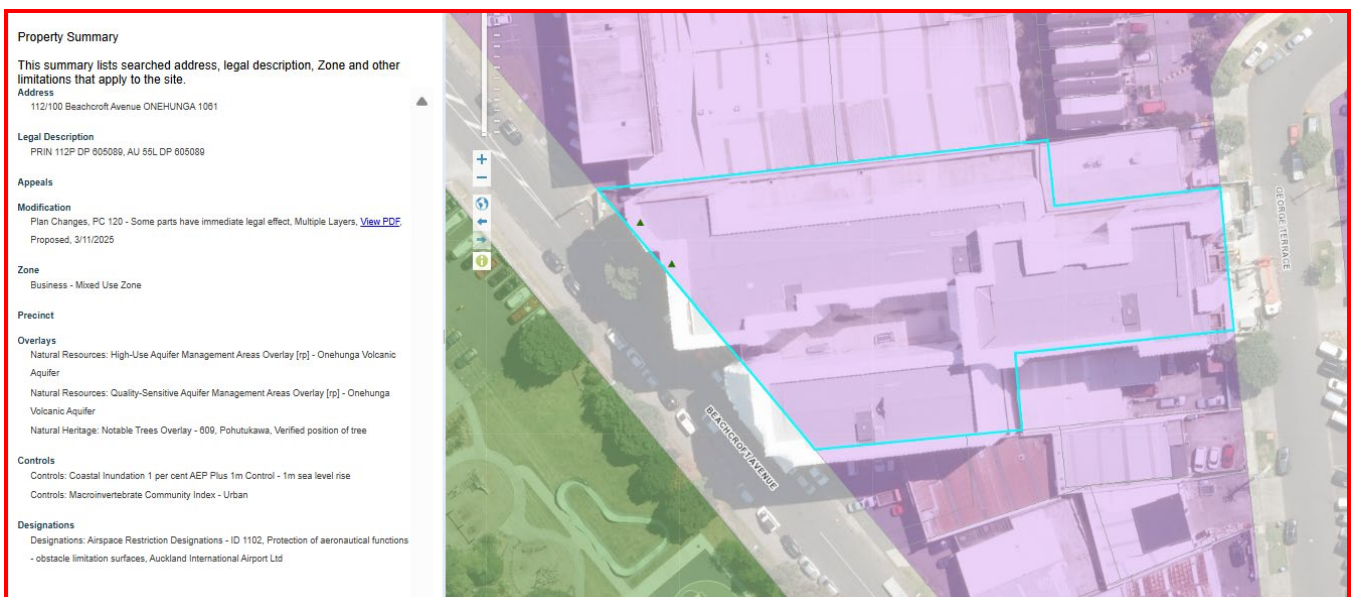 Property Summary
This summary lists searched address, legal description, Zone and other
limitations that apply to the site.
Address
112/100 Beachcroft Avenue ONEHUNGA 1061
Legal Description
PRIN 112P DP 605089, AU 55L DP 605089
Appeals
Modification
Plan Changes, PC 120 - Some parts have immediate legal effect, Multiple Layers, View PDF,
Proposed, 3/11/2025
Zone
Business - Mixed Use Zone
Precinct
Overlays
Natural Resources: High-Use Aquifer Management Areas Overlay [rp] - Onehunga Volcanic
Aquifer
Natural Resources: Quality-Sensitive Aquifer Management Areas Overlay [rp] - Onehunga
Volcanic Aquifer
Natural Heritage: Notable Trees Overlay - 609, Pohutukawa, Verified position of tree
Controls
Controls: Coastal Inundation 1 per cent AEP Plus 1m Control - 1m sea level rise
Controls: Macroinvertebrate Community Index - Urban
Designations
Designations: Airspace Restriction Designations - ID 1102, Protection of aeronautical functions
- obstacle limitation surfaces, Auckland International Airport Ltd
BEACHCROFT AVENUE
GEORGE TERRACE